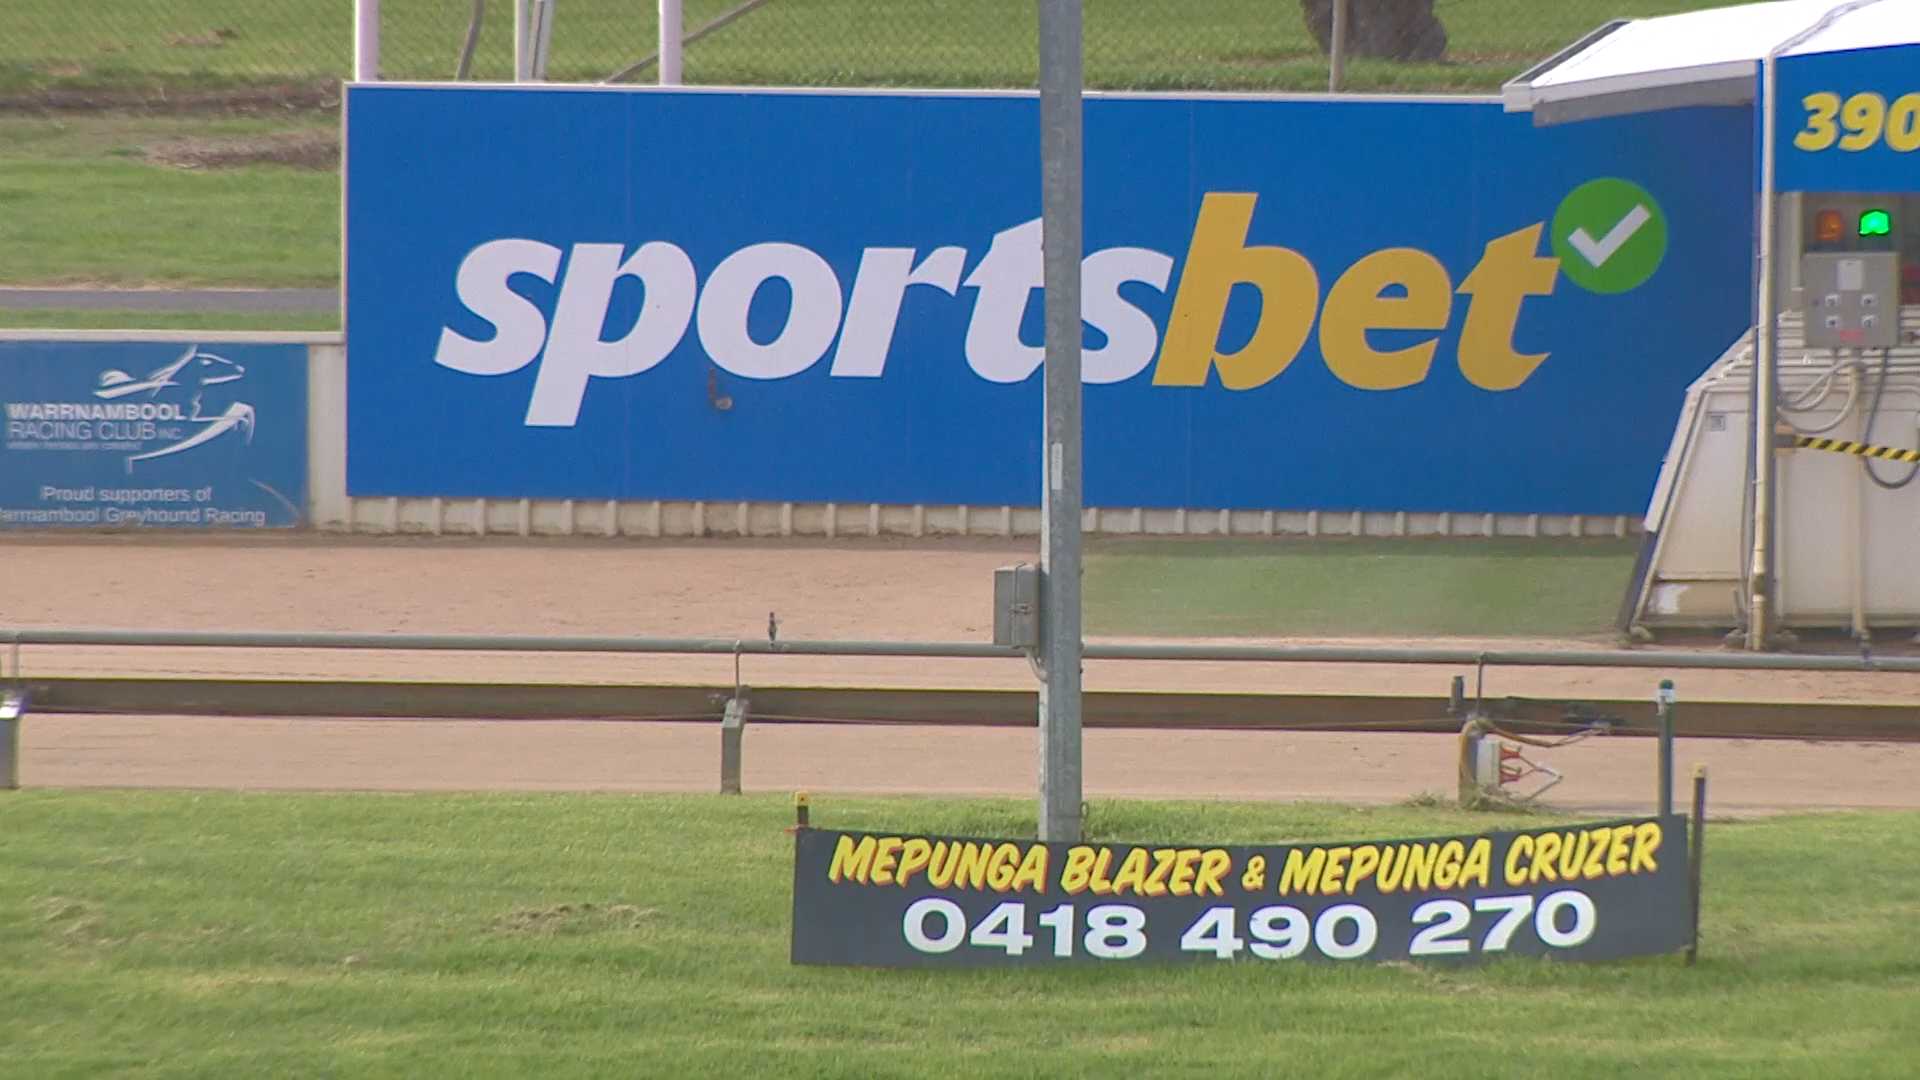 sportsbet
390
WARRNAMBOOL
RACING CLUB INC.
Proud supporters of
Warrnambool Greyhound Racing
MEPUNGA BLAZER & MEPUNGA CRUZER
0418 490 270